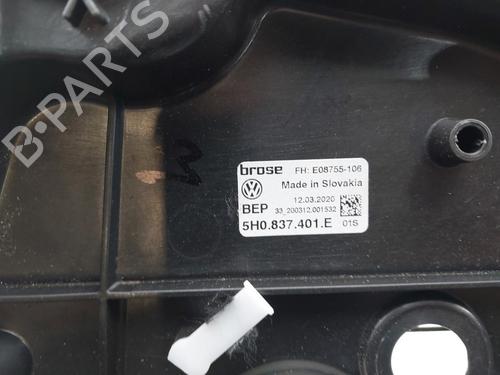 B-PARTS
brose FH: E08755-106
Made in Slovakia
12.03.2020
BEP 33_200312.001532
5H0.837.401.E 01S